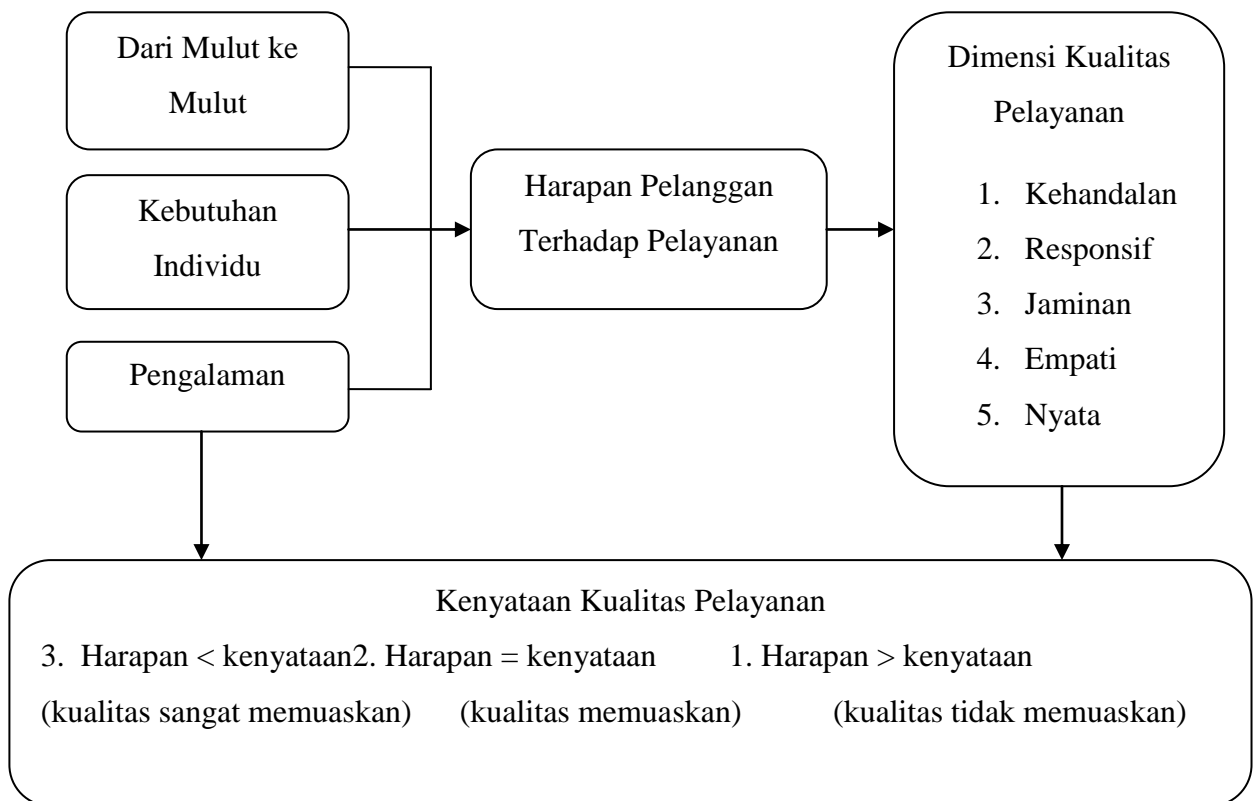 Dari Mulut ke
Mulut
Kebutuhan
Individu
Pengalaman
Harapan Pelanggan
Terhadap Pelayanan
Dimensi Kualitas
Pelayanan
1. Kehandalan
2. Responsif
3. Jaminan
4. Empati
5. Nyata
Kenyataan Kualitas Pelayanan
3. Harapan < kenyataan2. Harapan = kenyataan 1. Harapan > kenyataan
(kualitas sangat memuaskan) (kualitas memuaskan) (kualitas tidak memuaskan)